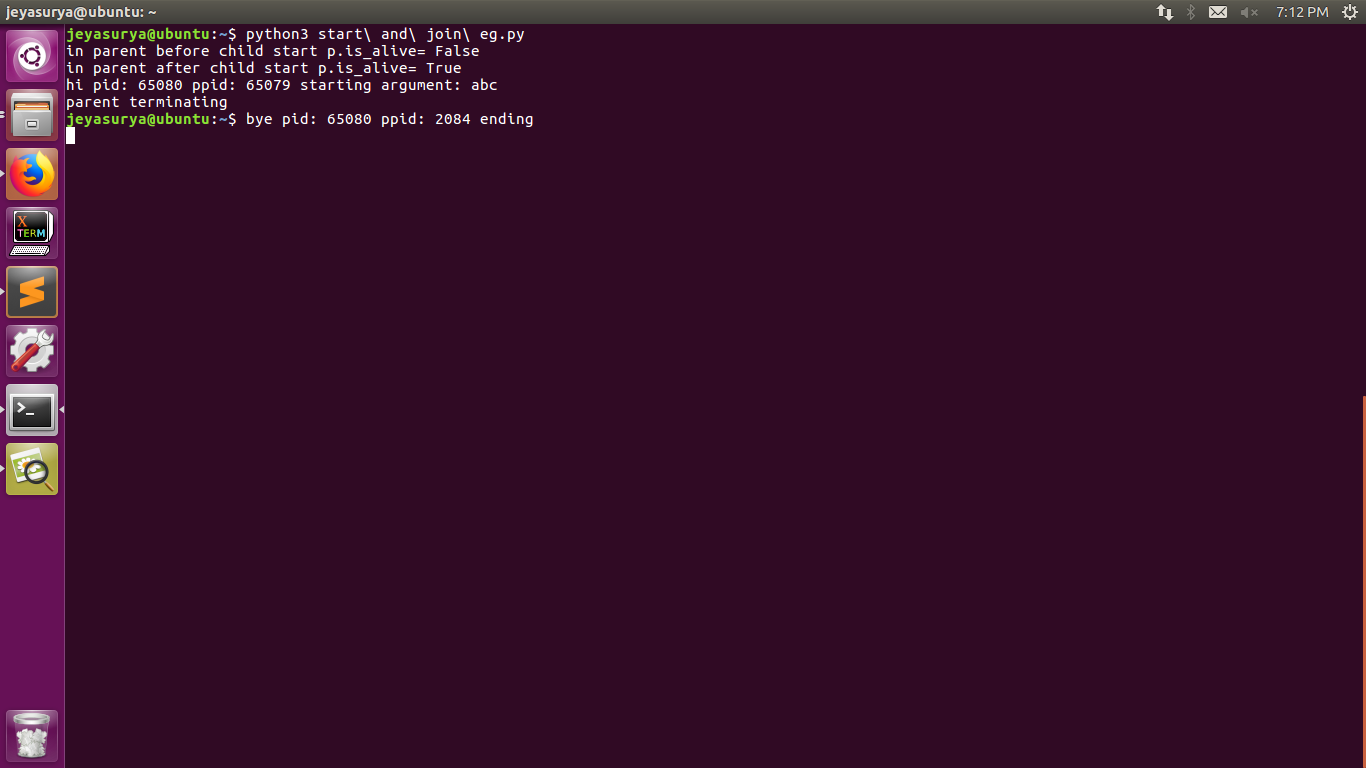 jeyasurya@ubuntu: ~
7:12 PM
jeyasurya@ubuntu:~$ python3 start\ and\ join\ eg.py
in parent before child start p.is_alive= False
in parent after child start p.is_alive= True
hi pid: 65080 ppid: 65079 starting argument: abc
parent terminating
jeyasurya@ubuntu:~$ bye pid: 65080 ppid: 2084 ending
X
TERM
>_